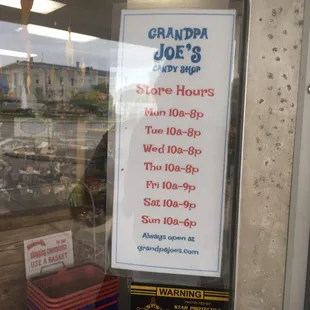 GRANDPA
JOE'S
CANDY SHOP
Store Hours
Mon 10a-8p
Tue 10a-8p
Wed 10a-8p
Thu 10a-8p
Fri 10a-9p
Sat 10a-9p
Sun 10a-6p
Always open at
grandpajoes.com
USE A BASKET
WARNING